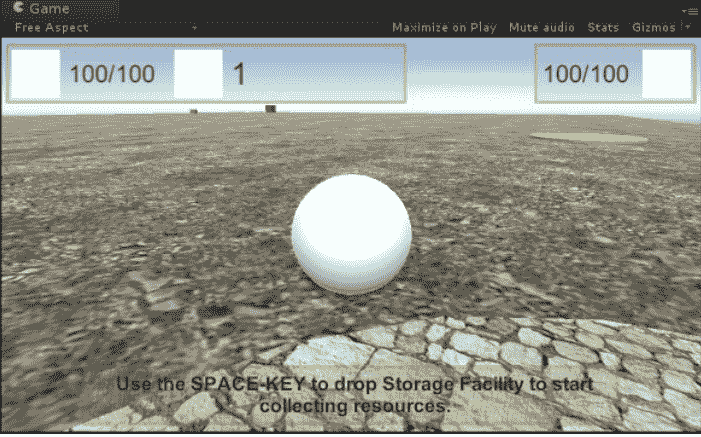 Game
Free Aspect Maximize on Play Mute audio Stats Gizmos
100/100 1 100/100
Use the SPACE-KEY to drop Storage Facility to start
collecting resources.